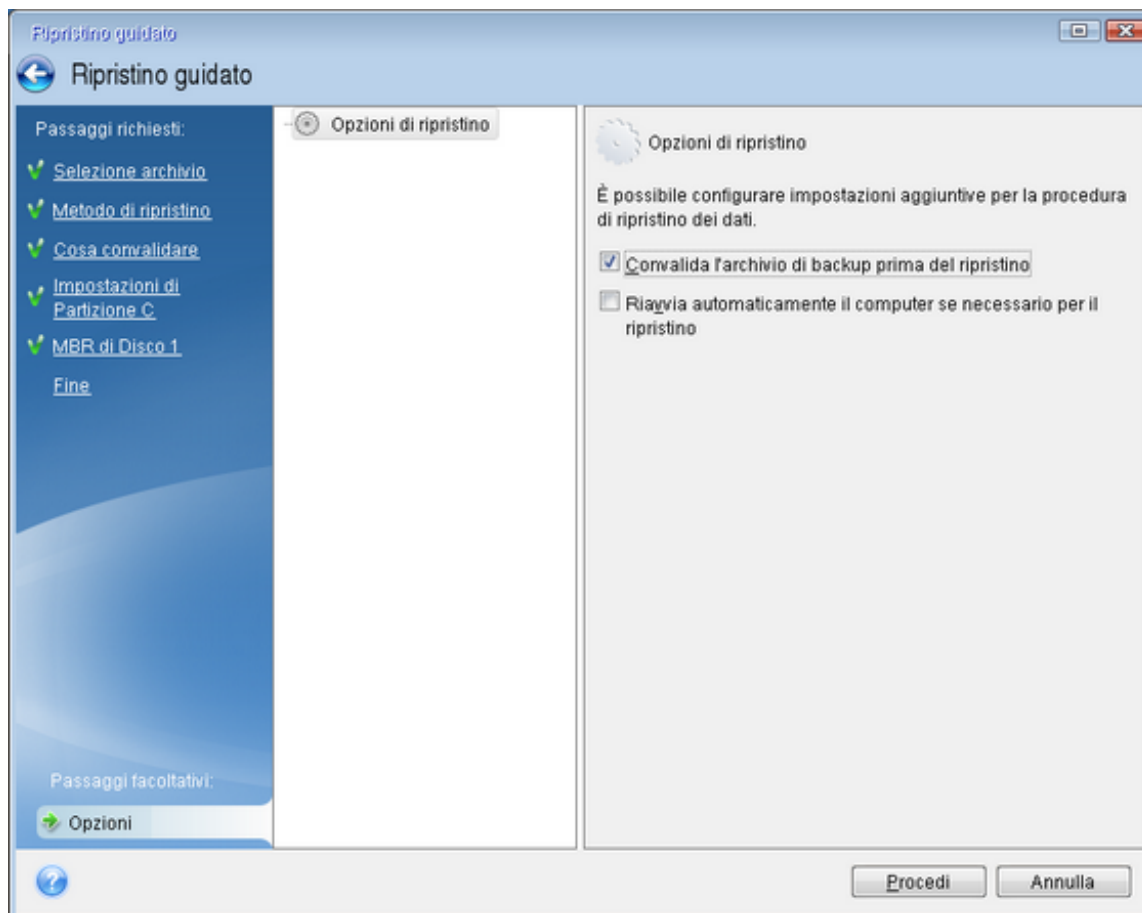 Ripristino guidato
Ripristino guidato
Passaggi richiesti:
Selezione archivio
Metodo di ripristino
Cosa convalidare
Impostazioni di
Partizione C
MBR di Disco 1
Fine
Passaggi facoltativi:
Opzioni
Opzioni di ripristino
Opzioni di ripristino
È possibile configurare impostazioni aggiuntive per la procedura
di ripristino dei dati.
Convalida l'archivio di backup prima del ripristino
Riavvia automaticamente il computer se necessario per il
ripristino
Procedi
Annulla